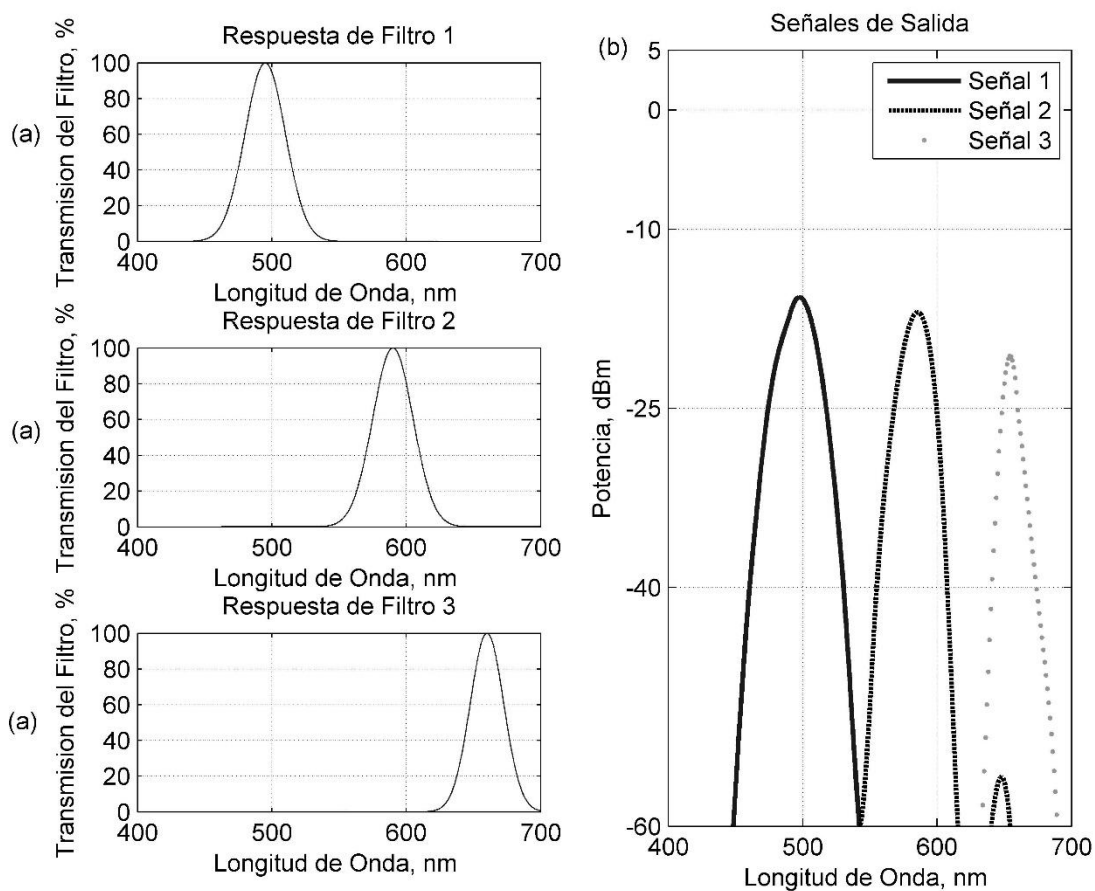 Respuesta de Filtro 1
(a)
Transmision del Filtro, %
100
80
60
40
20
0
400
500
600
700
Longitud de Onda, nm
Respuesta de Filtro 2
(a)
Transmision del Filtro, %
100
80
60
40
20
0
400
500
600
700
Longitud de Onda, nm
Respuesta de Filtro 3
(a)
Transmision del Filtro, %
100
80
60
40
20
0
400
500
600
700
Longitud de Onda, nm
Señales de Salida
(b)
Potencia, dBm
5
0
-10
-25
-40
-60
Señal 1
Señal 2
Señal 3
400
500
600
700
Longitud de Onda, nm